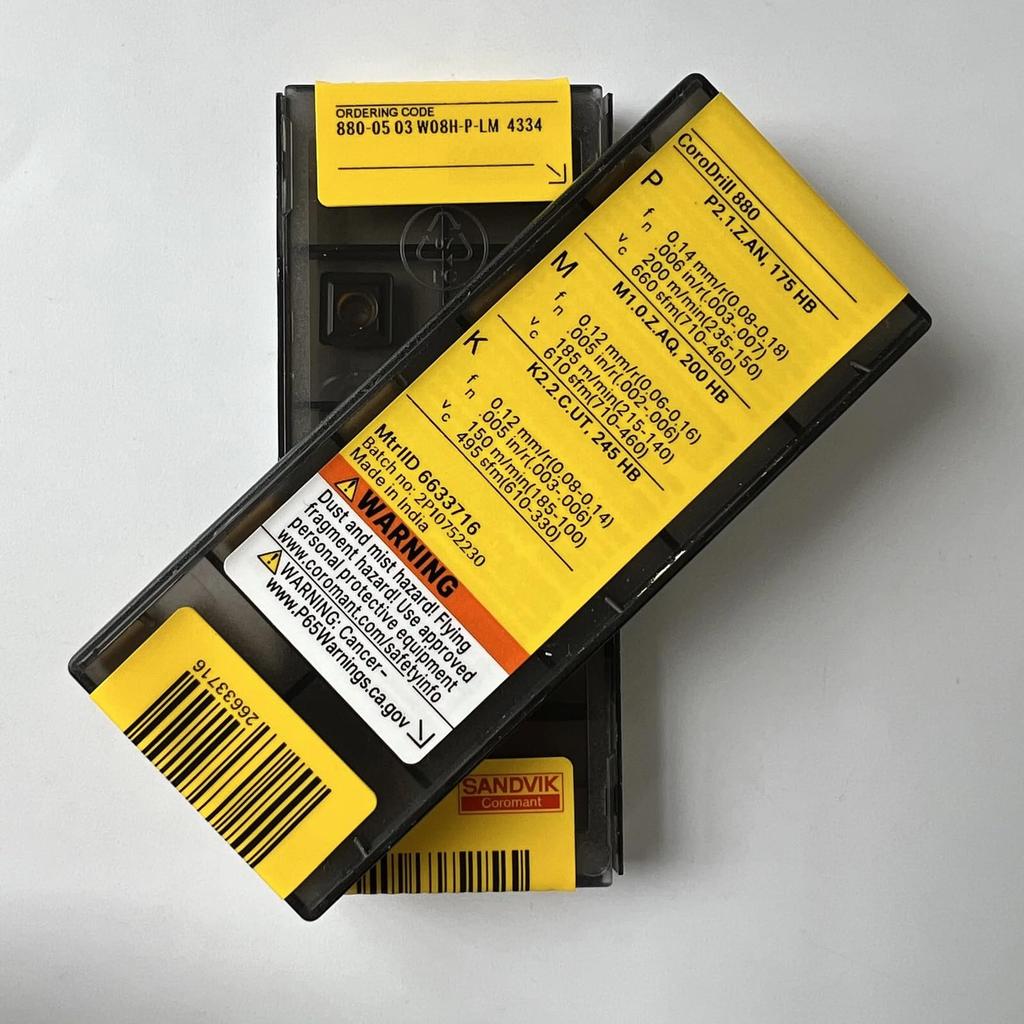 ORDERING CODE
880-05 03 W08H-P-LM 4334
CoroDrill 880
P P2.1.Z.AN, 175 HB
fn 0.14 mm/r(0.08-0.18)
.006 in/r(.003-.007)
vc 200 m/min(235-150)
660 sfm(710-460)
M M1.0.Z.AQ, 200 HB
fn 0.12 mm/r(0.06-0.16)
.005 in/r(.002-.006)
vc 185 m/min(215-140)
610 sfm(710-460)
K K2.2.C.UT, 245 HB
fn 0.12 mm/r(0.08-0.14)
.005 in/r(.003-.006)
vc 150 m/min(185-100)
495 sfm(610-330)
MtrlID 6633716
Batch no: 2P10752230
Made in India
WARNING
Dust and mist hazard! Flying
fragment hazard! Use approved
personal protective equipment
www.coromant.com/safetyinfo
WARNING: Cancer –
www.P65Warnings.ca.gov
26633716
SANDVIK
Coromant